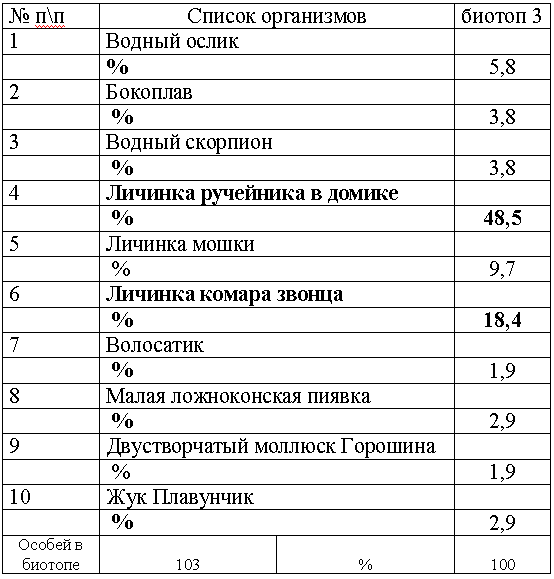 № п\п Список организмов биотоп 3
1 Водный ослик
% 5,8
2 Бокоплав
% 3,8
3 Водный скорпион
% 3,8
4 Личинка ручейника в домике
% 48,5
5 Личинка мошки
% 9,7
6 Личинка комара звонца
% 18,4
7 Волосатик
% 1,9
8 Малая ложноконская пиявка
% 2,9
9 Двустворчатый моллюск Горошина
% 1,9
10 Жук Плавунчик
% 2,9
Особей в
биотопе 103 % 100